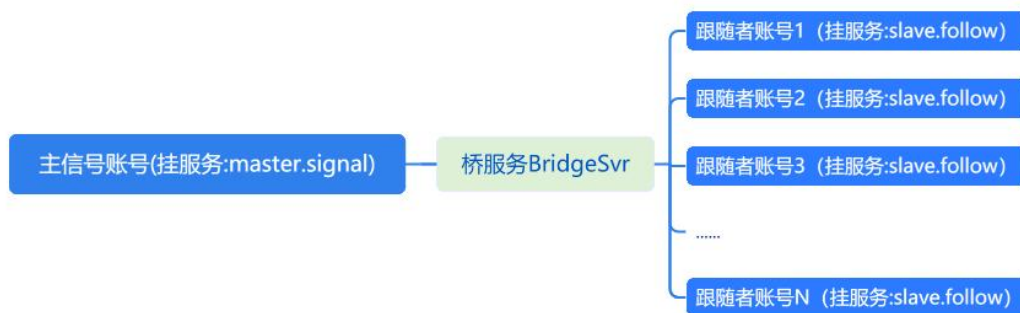 主信号账号(挂服务:master.signal)
桥服务BridgeSvr
跟随者账号1（挂服务:slave.follow）
跟随者账号2（挂服务:slave.follow）
跟随者账号3（挂服务:slave.follow）
......
跟随者账号N（挂服务:slave.follow）